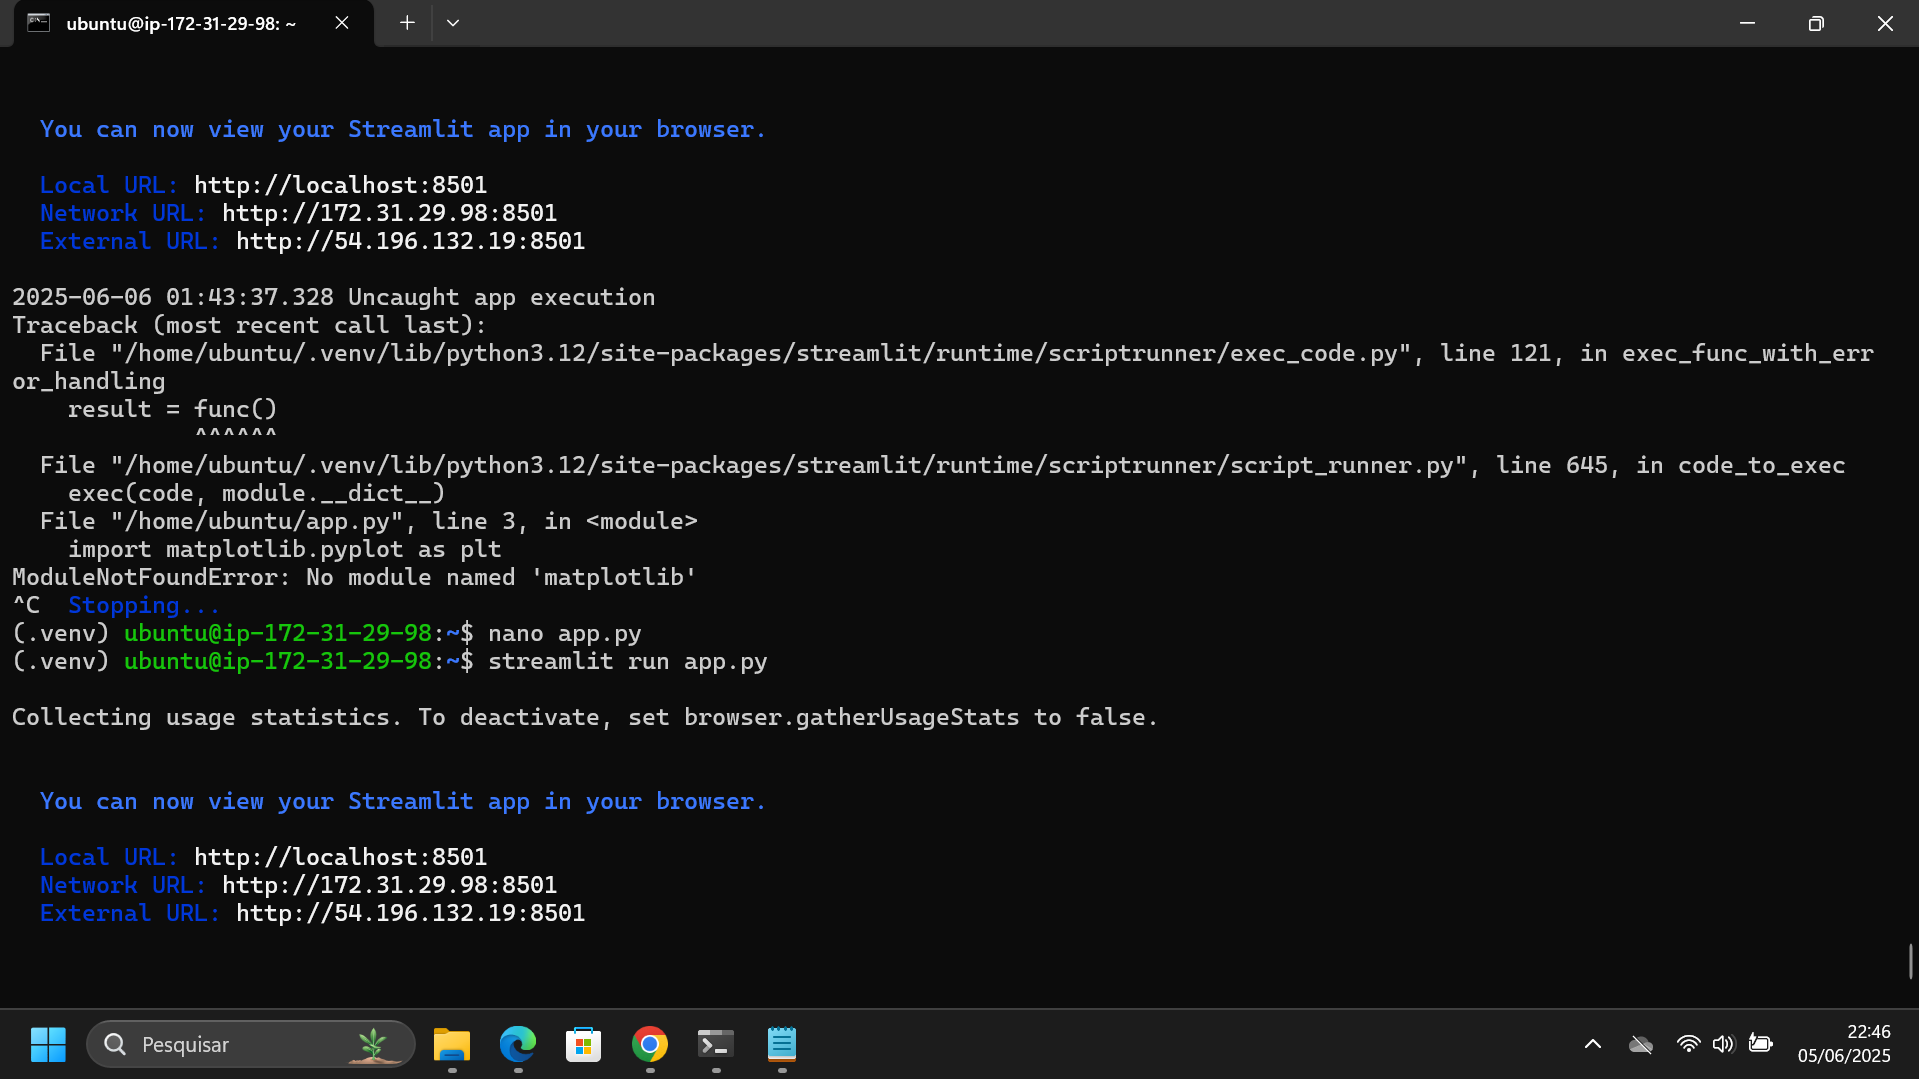 ubuntu@ip-172-31-29-98: ~
You can now view your Streamlit app in your browser.
Local URL: http://localhost:8501
Network URL: http://172.31.29.98:8501
External URL: http://54.196.132.19:8501
2025-06-06 01:43:37.328 Uncaught app execution
Traceback (most recent call last):
  File "/home/ubuntu/.venv/lib/python3.12/site-packages/streamlit/runtime/scriptrunner/exec_code.py", line 121, in exec_func_with_err
or_handling
    result = func()
             ^^^^^^
  File "/home/ubuntu/.venv/lib/python3.12/site-packages/streamlit/runtime/scriptrunner/script_runner.py", line 645, in code_to_exec
    exec(code, module.__dict__)
  File "/home/ubuntu/app.py", line 3, in <module>
    import matplotlib.pyplot as plt
ModuleNotFoundError: No module named 'matplotlib'
^C  Stopping...
(.venv) ubuntu@ip-172-31-29-98:~$ nano app.py
(.venv) ubuntu@ip-172-31-29-98:~$ streamlit run app.py
Collecting usage statistics. To deactivate, set browser.gatherUsageStats to false.
You can now view your Streamlit app in your browser.
Local URL: http://localhost:8501
Network URL: http://172.31.29.98:8501
External URL: http://54.196.132.19:8501
Pesquisar
22:46
05/06/2025